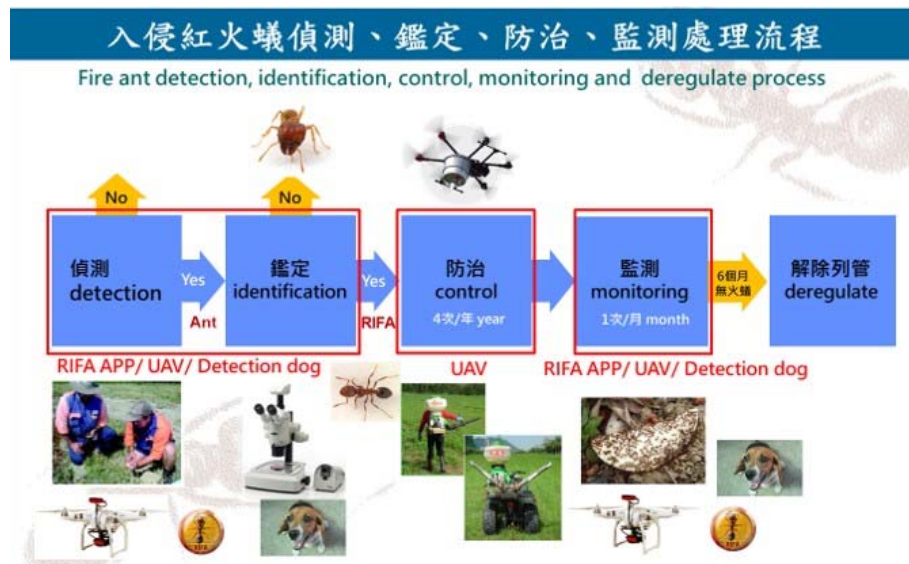 入侵紅火蟻偵測、鑑定、防治、監測處理流程
Fire ant detection, identification, control, monitoring and deregulate process
No
No
偵測
detection
Yes
Ant
鑑定
identification
Yes
RIFA
防治
control
4次/年 year
監測
monitoring
1次/月 month
6個月
無火蟻
解除列管
deregulate
RIFA APP/ UAV/ Detection dog
UAV
RIFA APP/ UAV/ Detection dog
RIFA
RIFA